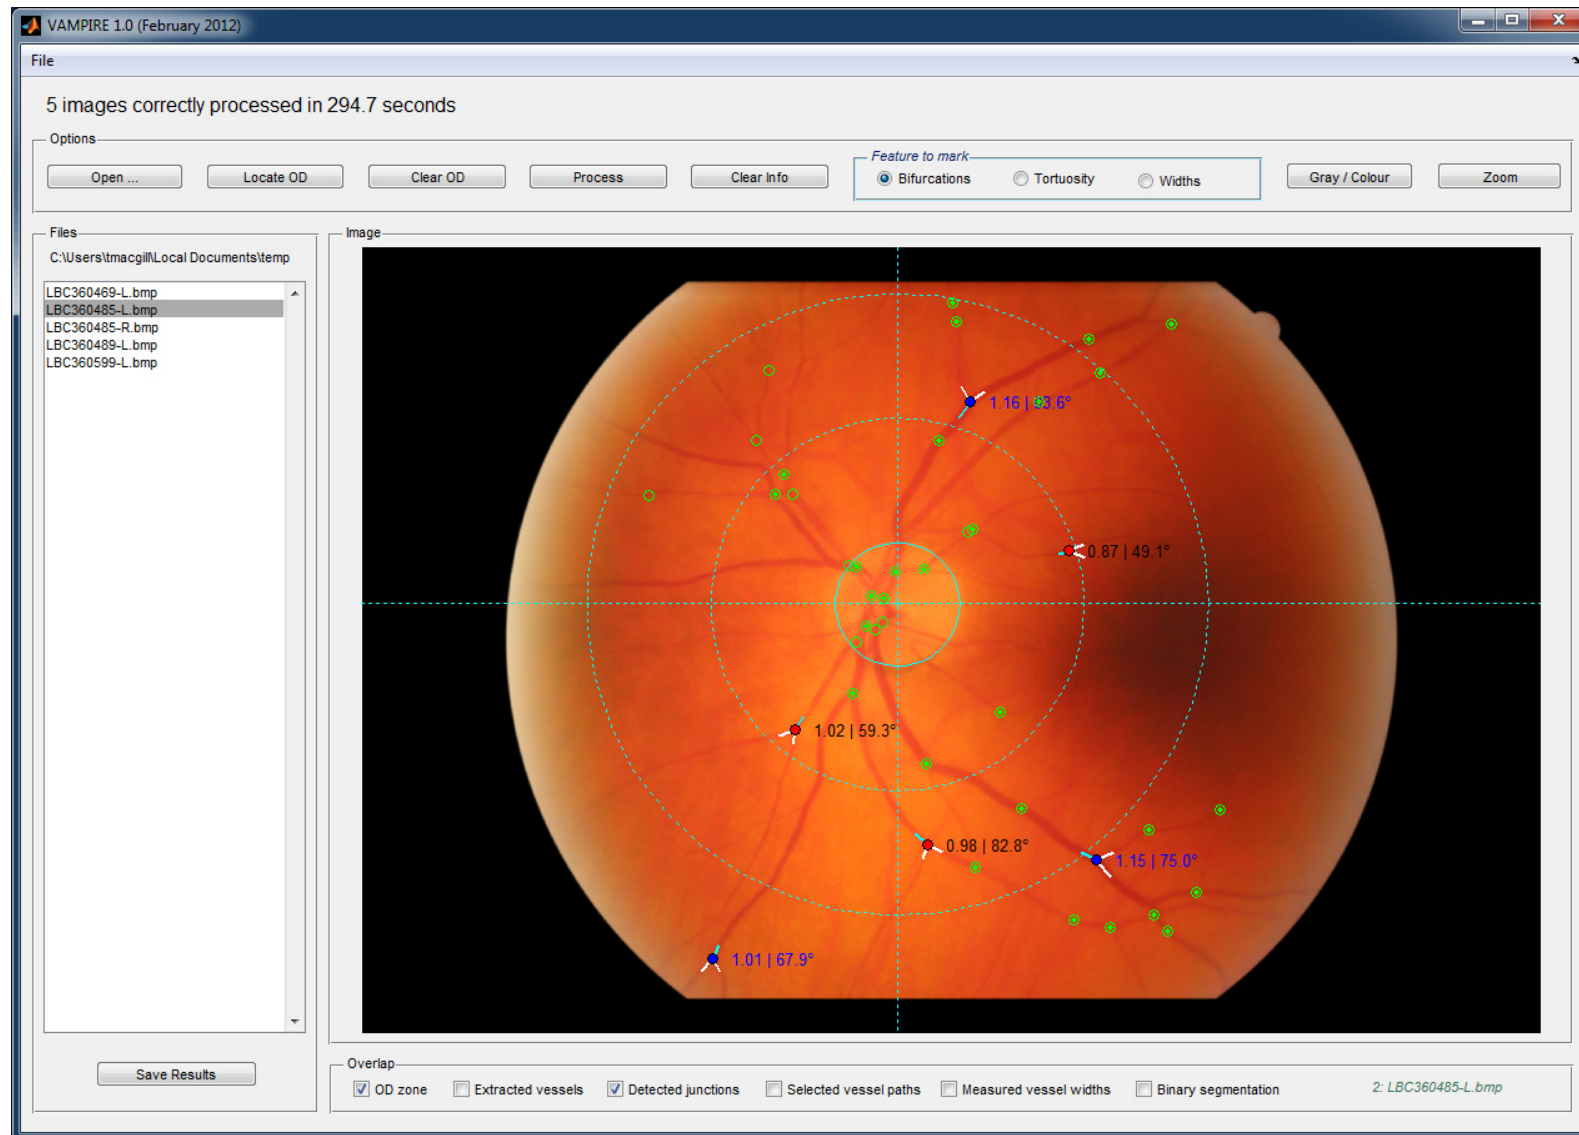 VAMPIRE 1.0 (February 2012)
File
5 images correctly processed in 294.7 seconds
Options
Open ...
Locate OD
Clear OD
Process
Clear Info
Feature to mark
Bifurcations
Tortuosity
Widths
Gray / Colour
Zoom
Files
C:\Users\tmacgill\Local Documents\temp
LBC360469-L.bmp
LBC360485-L.bmp
LBC360485-R.bmp
LBC360489-L.bmp
LBC360599-L.bmp
Save Results
Image
1.16 | 93.6°
0.87 | 49.1°
1.02 | 59.3°
0.98 | 82.8°
1.15 | 75.0°
1.01 | 67.9°
Overlap
OD zone
Extracted vessels
Detected junctions
Selected vessel paths
Measured vessel widths
Binary segmentation
2: LBC360485-L.bmp